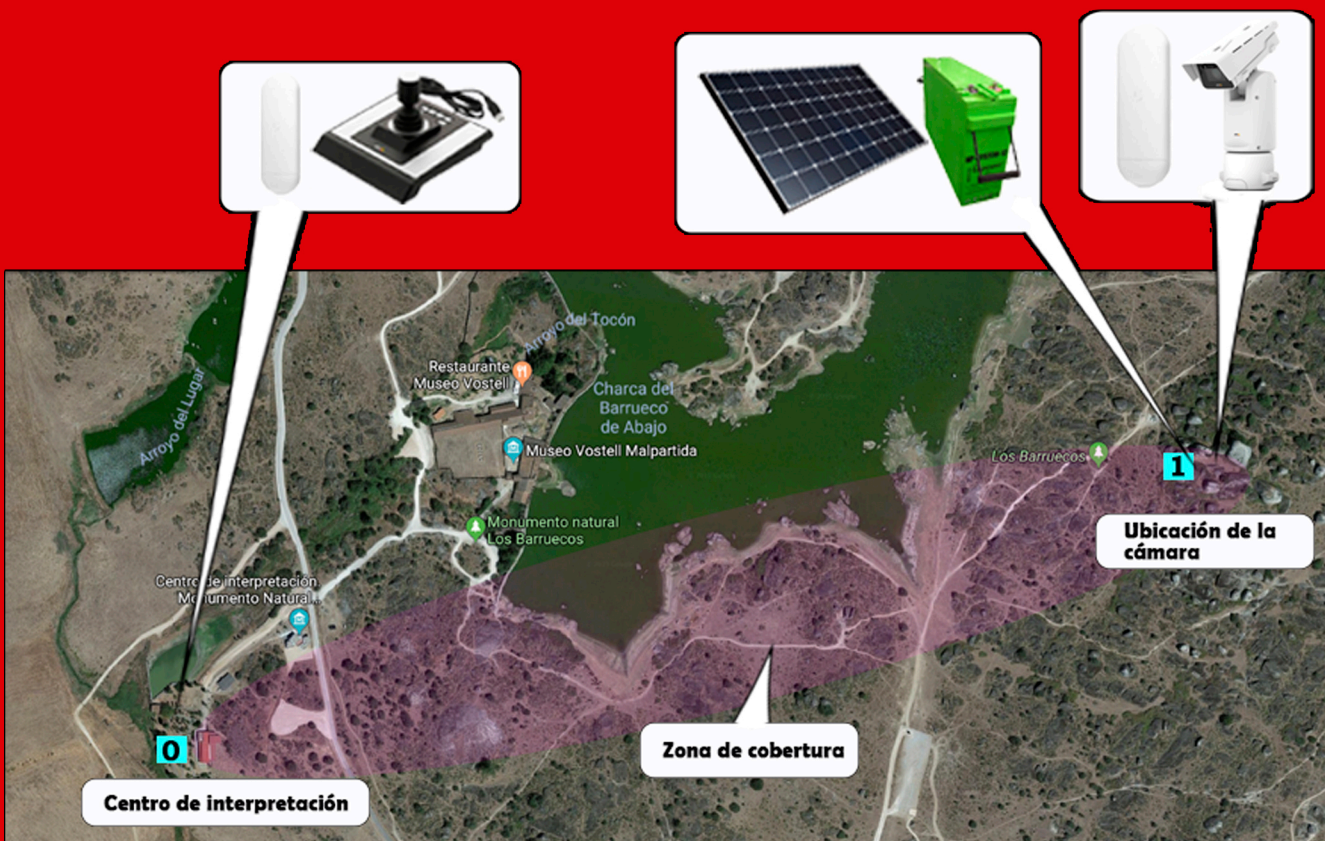 Arroyo del Tocón
Restaurante
Museo Vostell
Arroyo del Lugar
Charca del
Barrueco
de Abajo
Museo Vostell Malpartida
Los Barruecos
1
Ubicación de la
cámara
Monumento natural
Los Barruecos
Centro de interpretación
Monumento Natural...
0
Zona de cobertura
Centro de interpretación